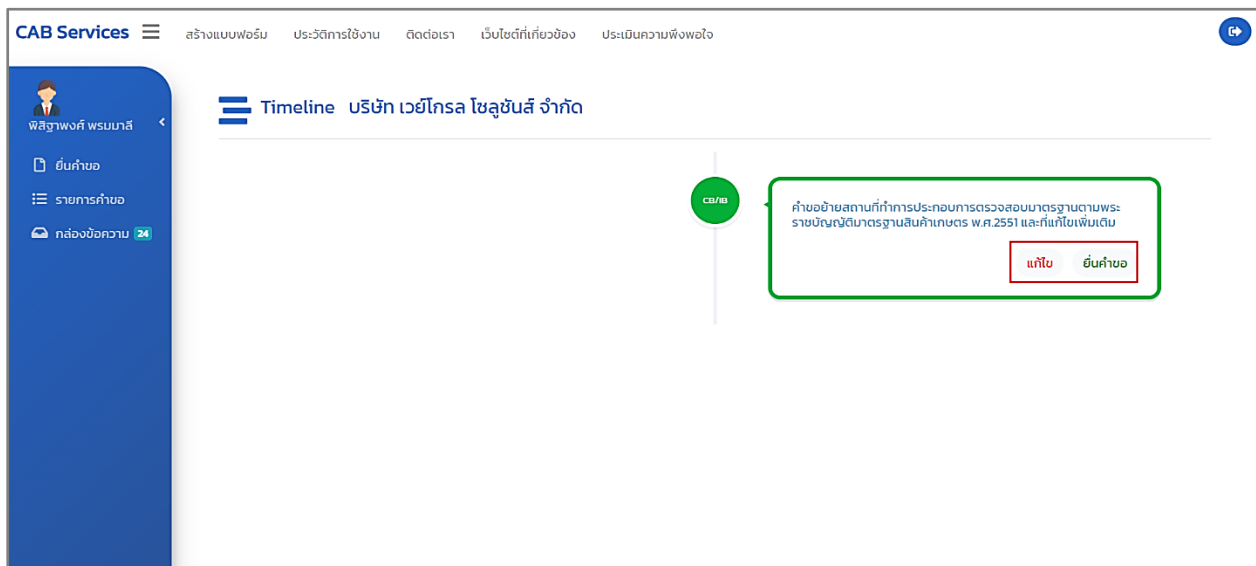 CAB Services สร้างแบบฟอร์ม ประวัติการใช้งาน ติดต่อเรา เว็บไซต์ที่เกี่ยวข้อง ประเมินความพึงพอใจ
พิสิฐาพงศ์ พรมมาลี
ยื่นคำขอ
รายการคำขอ
กล่องข้อความ 24
Timeline บริษัท เวย์โกรล โซลูชันส์ จำกัด
CB/IB
คำขอย้ายสถานที่ทำการประกอบการตรวจสอบมาตรฐานตามพระ
ราชบัญญัติมาตรฐานสินค้าเกษตร พ.ศ.2551 และที่แก้ไขเพิ่มเติม
แก้ไข ยื่นคำขอ